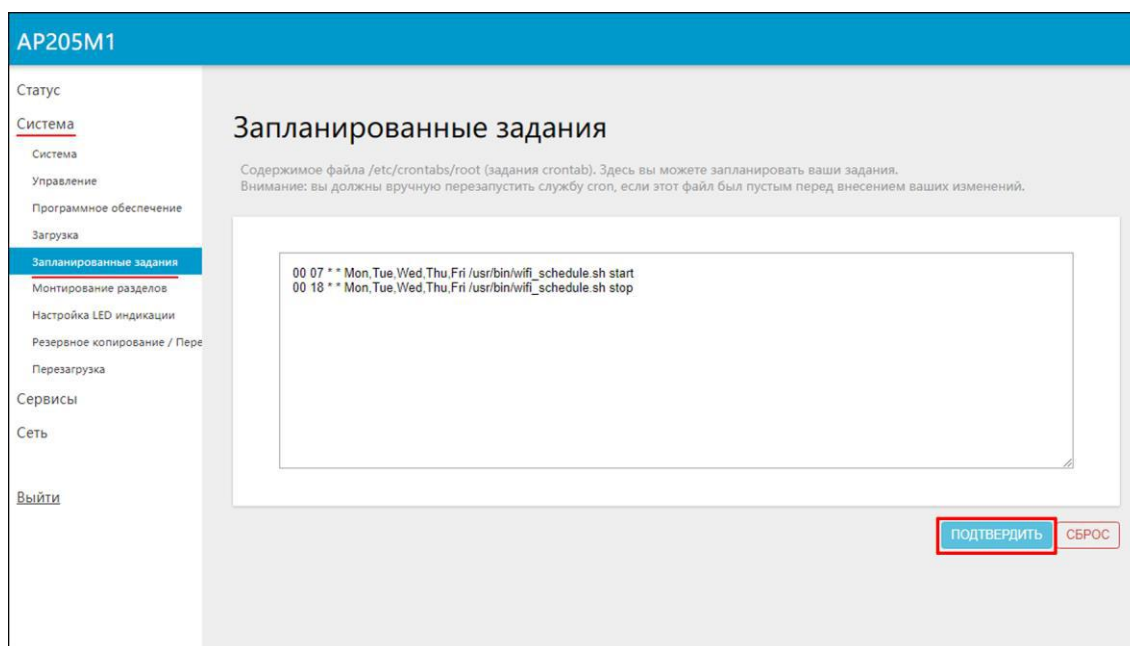 AP205M1
Статус
Система
Система
Управление
Программное обеспечение
Загрузка
Запланированные задания
Монтирование разделов
Настройка LED индикации
Резервное копирование / Пере
Перезагрузка
Сервисы
Сеть
Выйти
Запланированные задания
Содержимое файла /etc/crontabs/root (задания crontab). Здесь вы можете запланировать ваши задания.
Внимание: вы должны вручную перезапустить службу cron, если этот файл был пустым перед внесением ваших изменений.
00 07 * * Mon,Tue,Wed,Thu,Fri /usr/bin/wifi_schedule.sh start
00 18 * * Mon,Tue,Wed,Thu,Fri /usr/bin/wifi_schedule.sh stop
ПОДТВЕРДИТЬ СБРОС